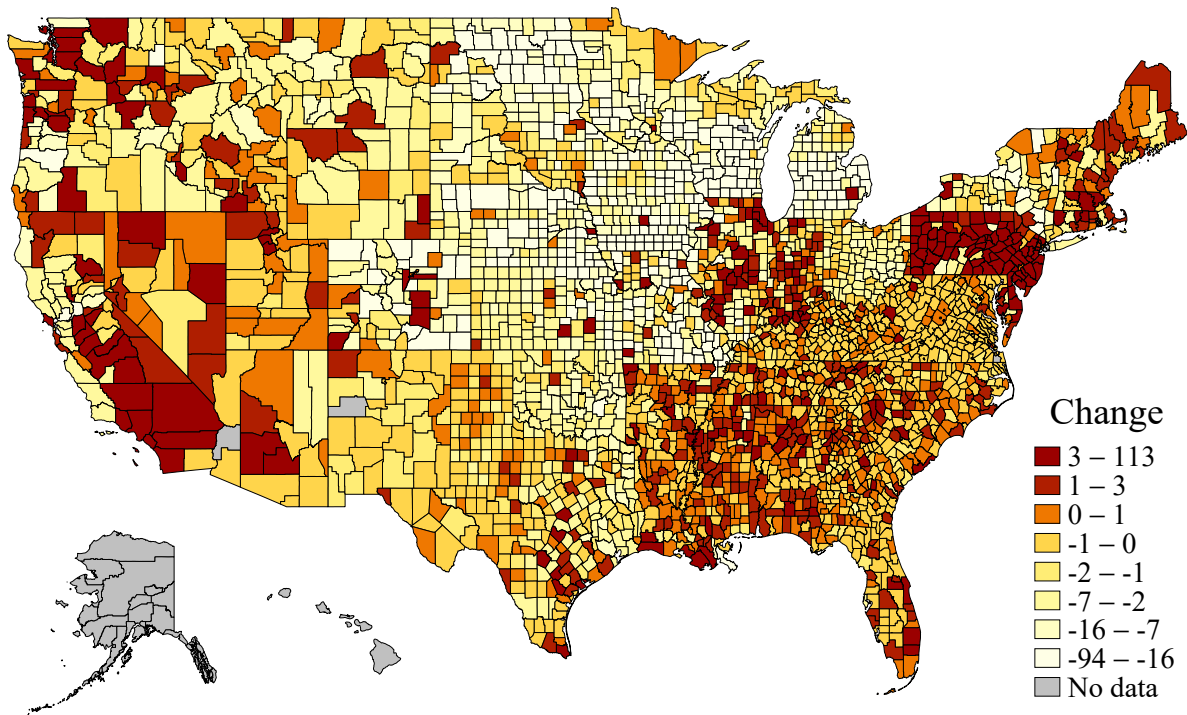 Change
3 – 113
1 – 3
0 – 1
-1 – 0
-2 – -1
-7 – -2
-16 – -7
-94 – -16
No data